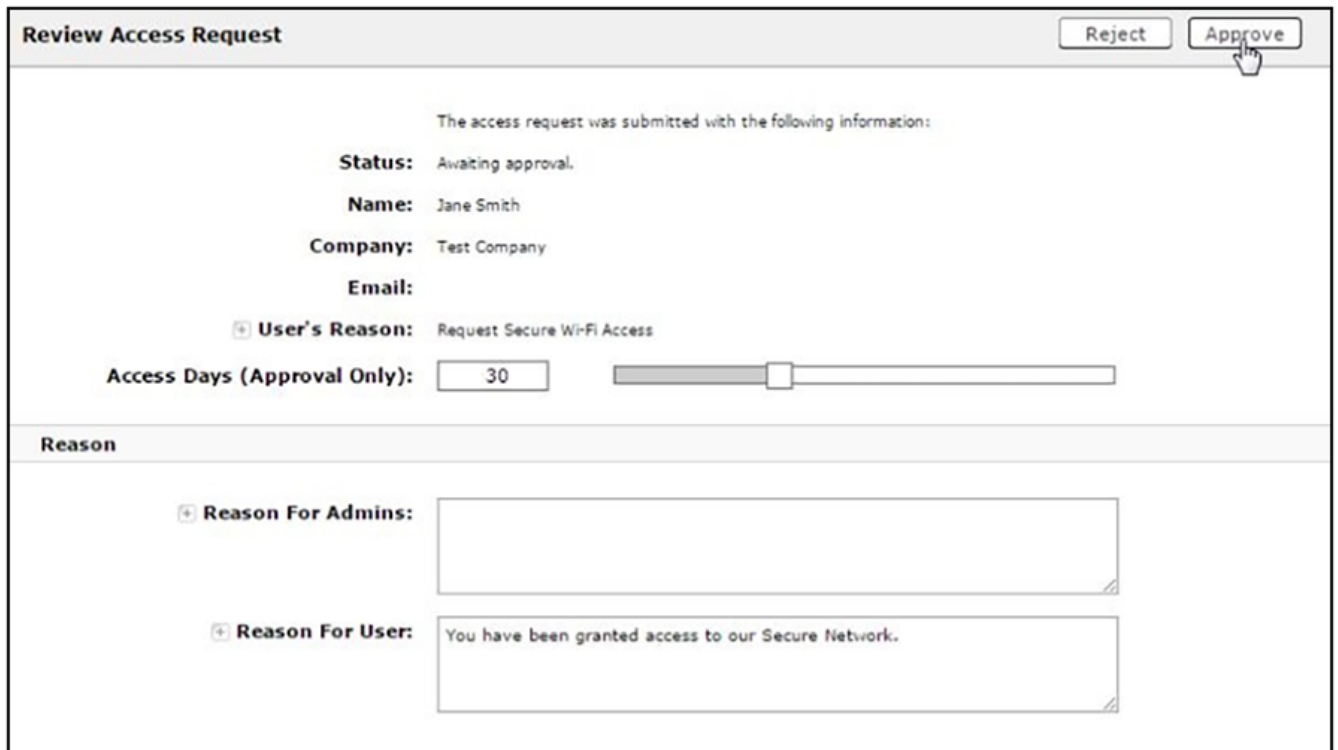 Review Access Request Reject Approve
The access request was submitted with the following information:
Status: Awaiting approval.
Name: Jane Smith
Company: Test Company
Email:
User's Reason: Request Secure Wi-Fi Access
Access Days (Approval Only): 30
Reason
Reason For Admins:
Reason For User: You have been granted access to our Secure Network.